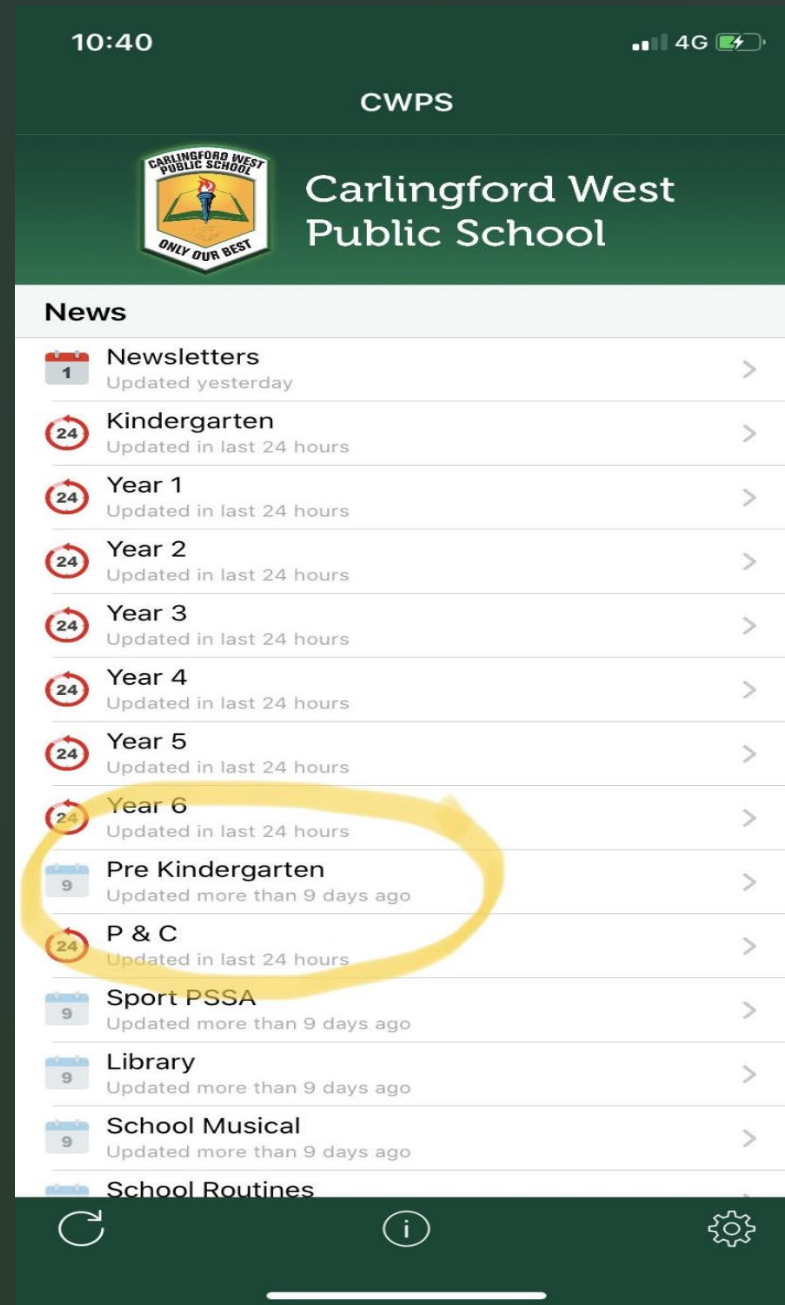 10:40
4G
CWPS
CARLINGFORD WEST
PUBLIC SCHOOL
ONLY OUR BEST
Carlingford West
Public School
News
1
Newsletters
Updated yesterday
24
Kindergarten
Updated in last 24 hours
24
Year 1
Updated in last 24 hours
24
Year 2
Updated in last 24 hours
24
Year 3
Updated in last 24 hours
24
Year 4
Updated in last 24 hours
24
Year 5
Updated in last 24 hours
24
Year 6
Updated in last 24 hours
9
Pre Kindergarten
Updated more than 9 days ago
24
P & C
Updated in last 24 hours
9
Sport PSSA
Updated more than 9 days ago
9
Library
Updated more than 9 days ago
9
School Musical
Updated more than 9 days ago
School Routines
i